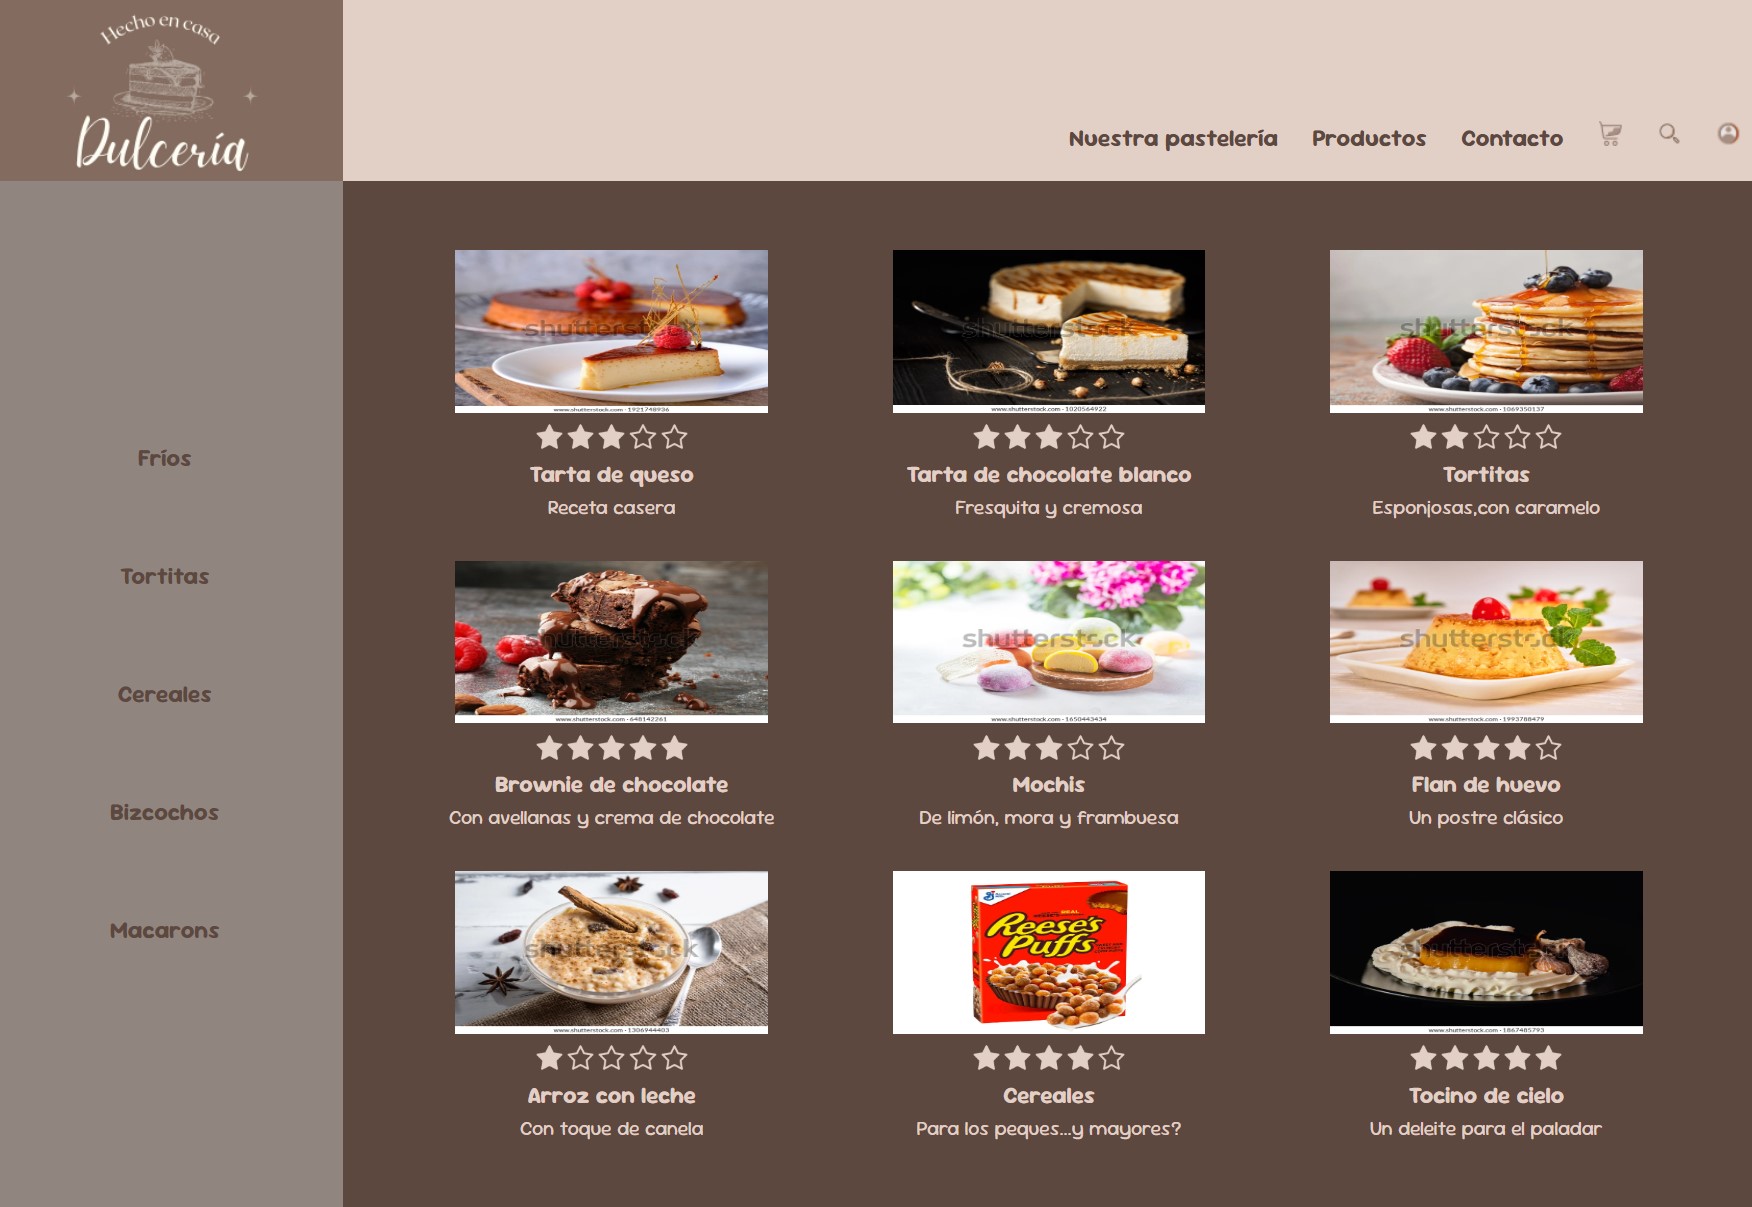 Hecho en casa
Dulcería
Nuestra pastelería
Productos
Contacto
Fríos
Tortitas
Cereales
Bizcochos
Macarons
shutterstock
www.shutterstock.com · 1921748936
Tarta de queso
Receta casera
shutterstock
www.shutterstock.com · 1020564922
Tarta de chocolate blanco
Fresquita y cremosa
shutterstock
www.shutterstock.com · 1069350137
Tortitas
Esponjosas,con caramelo
shutterstock
www.shutterstock.com · 648142261
Brownie de chocolate
Con avellanas y crema de chocolate
shutterstock
www.shutterstock.com · 1650443434
Mochis
De limón, mora y frambuesa
shutterstock
www.shutterstock.com · 1993788479
Flan de huevo
Un postre clásico
shutterstock
www.shutterstock.com · 1306944403
Arroz con leche
Con toque de canela
Reese's
Puffs
Cereales
Para los peques...y mayores?
shutterstock
www.shutterstock.com · 1867485793
Tocino de cielo
Un deleite para el paladar